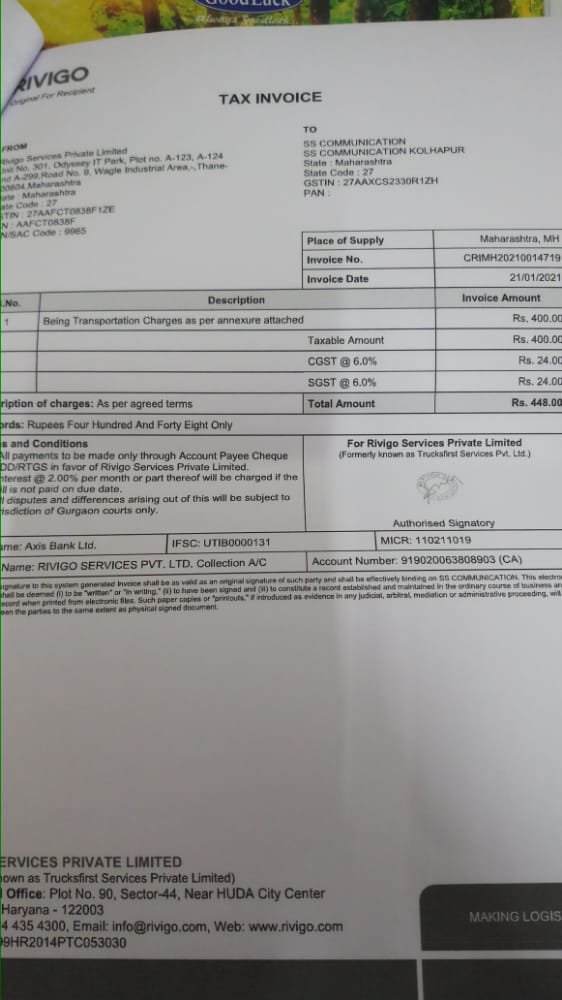 GoodLuck
Always Goodluck...
RIVIGO
Original For Recipient
TAX INVOICE
FROM
Rivigo Services Private Limited
Unit No. 301, Odyssey IT Park, Plot no. A-123, A-124
nd A-299,Road No. 9, Wagle Industrial Area,-,Thane-
00604,Maharashtra
ate : Maharashtra
ate Code : 27
STIN : 27AAFCT0838F1ZE
N : AAFCT0838F
N/SAC Code : 9965
TO
SS COMMUNICATION
SS COMMUNICATION KOLHAPUR
State : Maharashtra
State Code : 27
GSTIN : 27AAXCS2330R1ZH
PAN :
Place of Supply Maharashtra, MH
Invoice No. CRIMH20210014719
Invoice Date 21/01/2021
.No. Description Invoice Amount
1 Being Transportation Charges as per annexure attached Rs. 400.00
Taxable Amount Rs. 400.00
CGST @ 6.0% Rs. 24.00
SGST @ 6.0% Rs. 24.00
ription of charges: As per agreed terms Total Amount Rs. 448.00
ords: Rupees Four Hundred And Forty Eight Only
s and Conditions
All payments to be made only through Account Payee Cheque
DD/RTGS in favor of Rivigo Services Private Limited.
nterest @ 2.00% per month or part thereof will be charged if the
ill is not paid on due date.
ll disputes and differences arising out of this will be subject to
risdiction of Gurgaon courts only.
For Rivigo Services Private Limited
(Formerly known as Trucksfirst Services Pvt. Ltd.)
Authorised Signatory
ame: Axis Bank Ltd. IFSC: UTIB0000131 MICR: 110211019
Name: RIVIGO SERVICES PVT. LTD. Collection A/C Account Number: 919020063808903 (CA)
signature to this system generated Invoice shall be as valid as an original signature of such party and shall be effectively binding on SS COMMUNICATION. This electro
shall be deemed (i) to be "written" or "in writing," (ii) to have been signed and (iii) to constitute a record established and maintained in the ordinary course of business an
ecord when printed from electronic files. Such paper copies or "printouts," if introduced as evidence in any judicial, arbitral, mediation or administrative proceeding, will
een the parties to the same extent as physical signed document.
ERVICES PRIVATE LIMITED
own as Trucksfirst Services Private Limited)
Office: Plot No. 90, Sector-44, Near HUDA City Center
Haryana - 122003
4 435 4300, Email: info@rivigo.com, Web: www.rivigo.com
99HR2014PTC053030
MAKING LOGIS